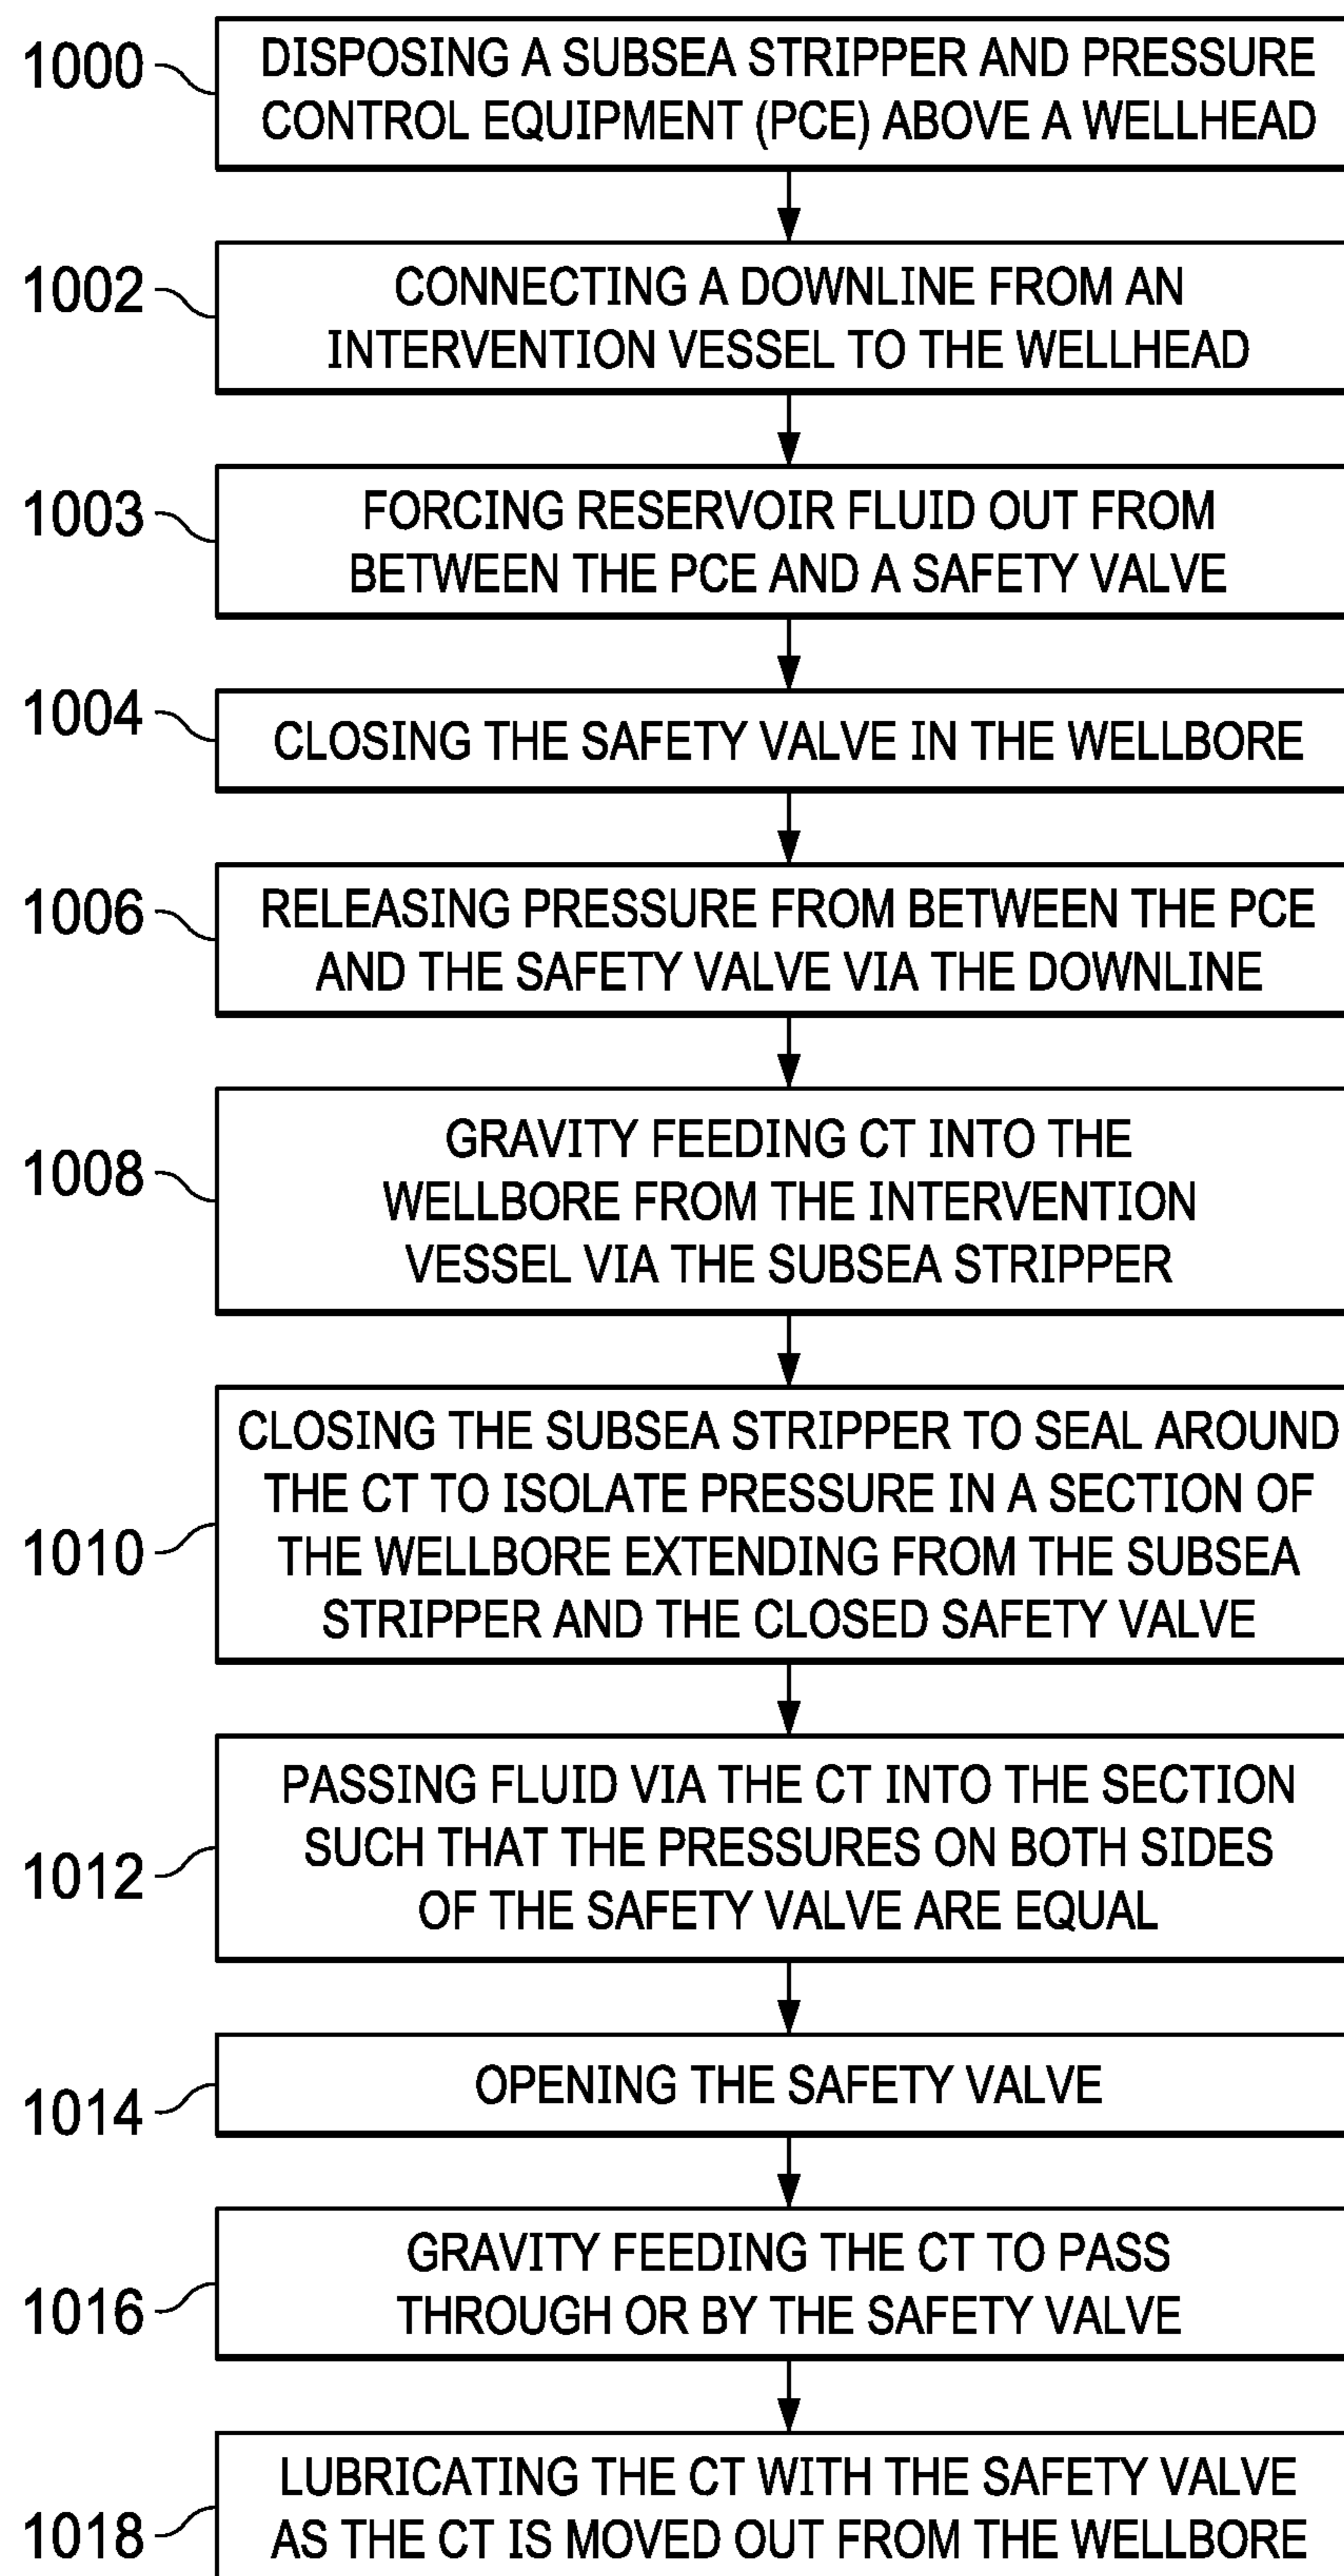 1000
DISPOSING A SUBSEA STRIPPER AND PRESSURE
CONTROL EQUIPMENT (PCE) ABOVE A WELLHEAD
1002
CONNECTING A DOWNLINE FROM AN
INTERVENTION VESSEL TO THE WELLHEAD
1003
FORCING RESERVOIR FLUID OUT FROM
BETWEEN THE PCE AND A SAFETY VALVE
1004
CLOSING THE SAFETY VALVE IN THE WELLBORE
1006
RELEASING PRESSURE FROM BETWEEN THE PCE
AND THE SAFETY VALVE VIA THE DOWNLINE
1008
GRAVITY FEEDING CT INTO THE
WELLBORE FROM THE INTERVENTION
VESSEL VIA THE SUBSEA STRIPPER
1010
CLOSING THE SUBSEA STRIPPER TO SEAL AROUND
THE CT TO ISOLATE PRESSURE IN A SECTION OF
THE WELLBORE EXTENDING FROM THE SUBSEA
STRIPPER AND THE CLOSED SAFETY VALVE
1012
PASSING FLUID VIA THE CT INTO THE SECTION
SUCH THAT THE PRESSURES ON BOTH SIDES
OF THE SAFETY VALVE ARE EQUAL
1014
OPENING THE SAFETY VALVE
1016
GRAVITY FEEDING THE CT TO PASS
THROUGH OR BY THE SAFETY VALVE
1018
LUBRICATING THE CT WITH THE SAFETY VALVE
AS THE CT IS MOVED OUT FROM THE WELLBORE